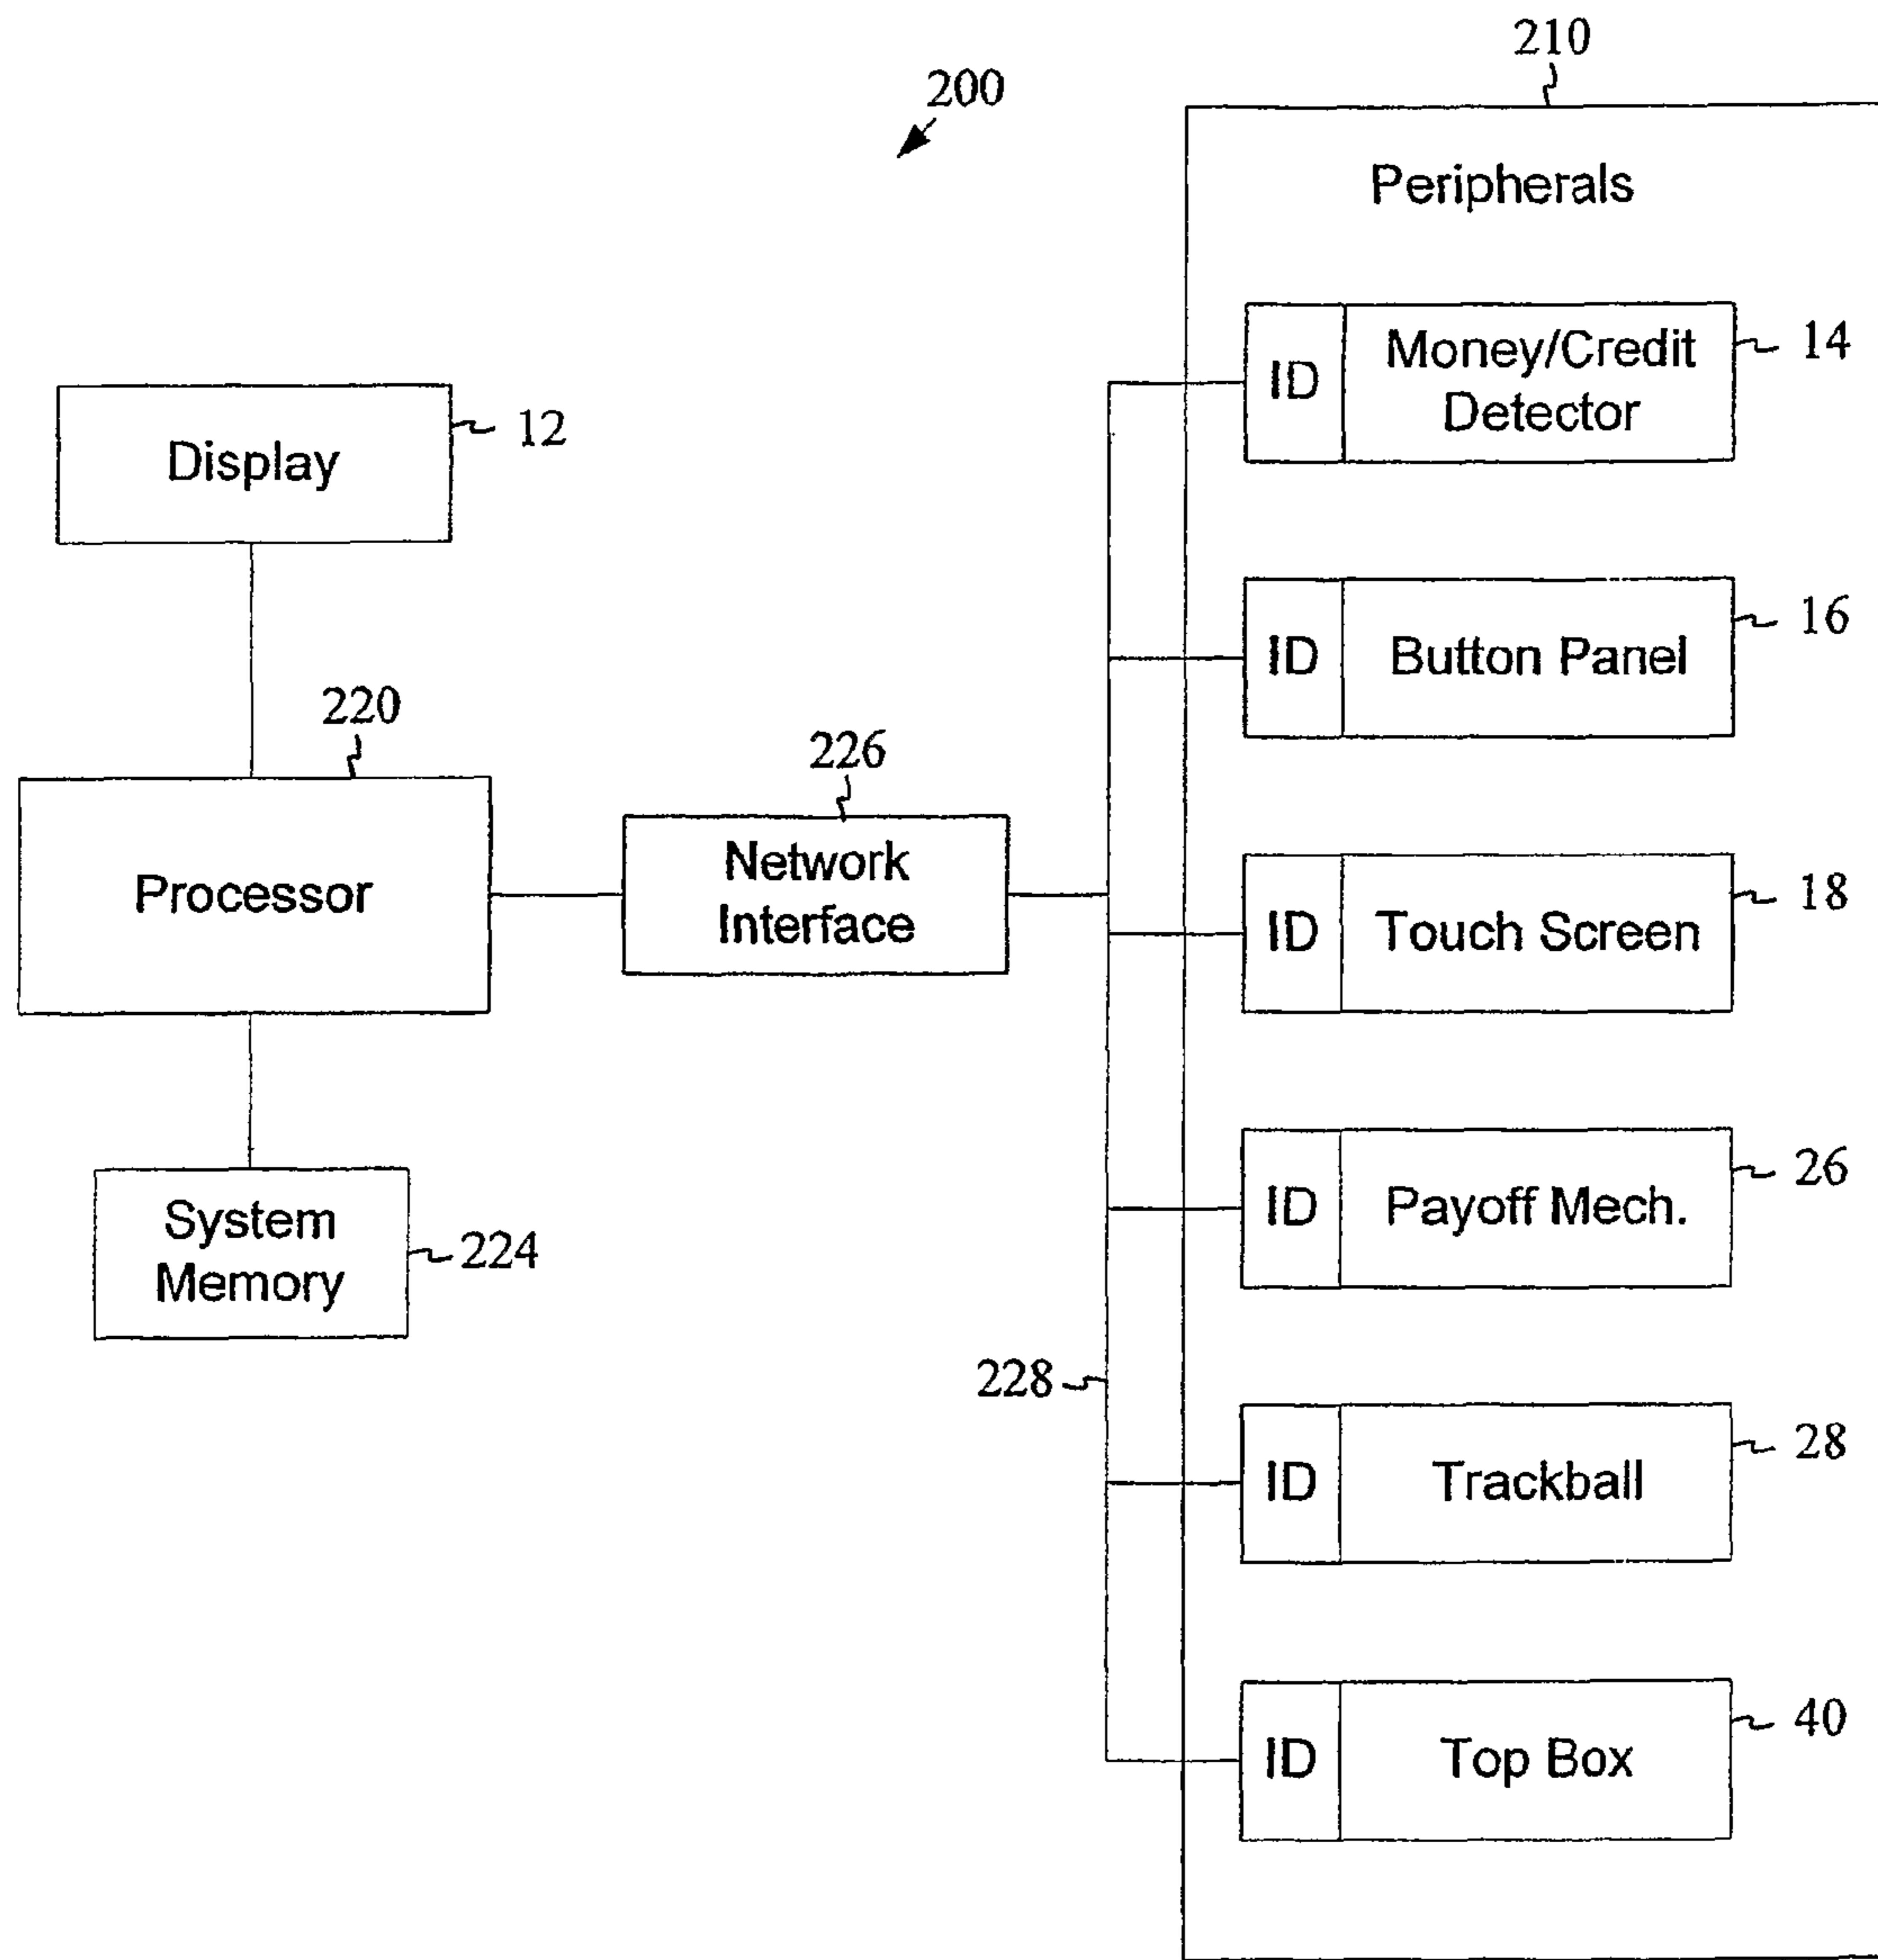 200
210
Peripherals
Display
12
220
Processor
226
Network
Interface
System
Memory
224
228
ID
Money/Credit
Detector
14
ID
Button Panel
16
ID
Touch Screen
18
ID
Payoff Mech.
26
ID
Trackball
28
ID
Top Box
40